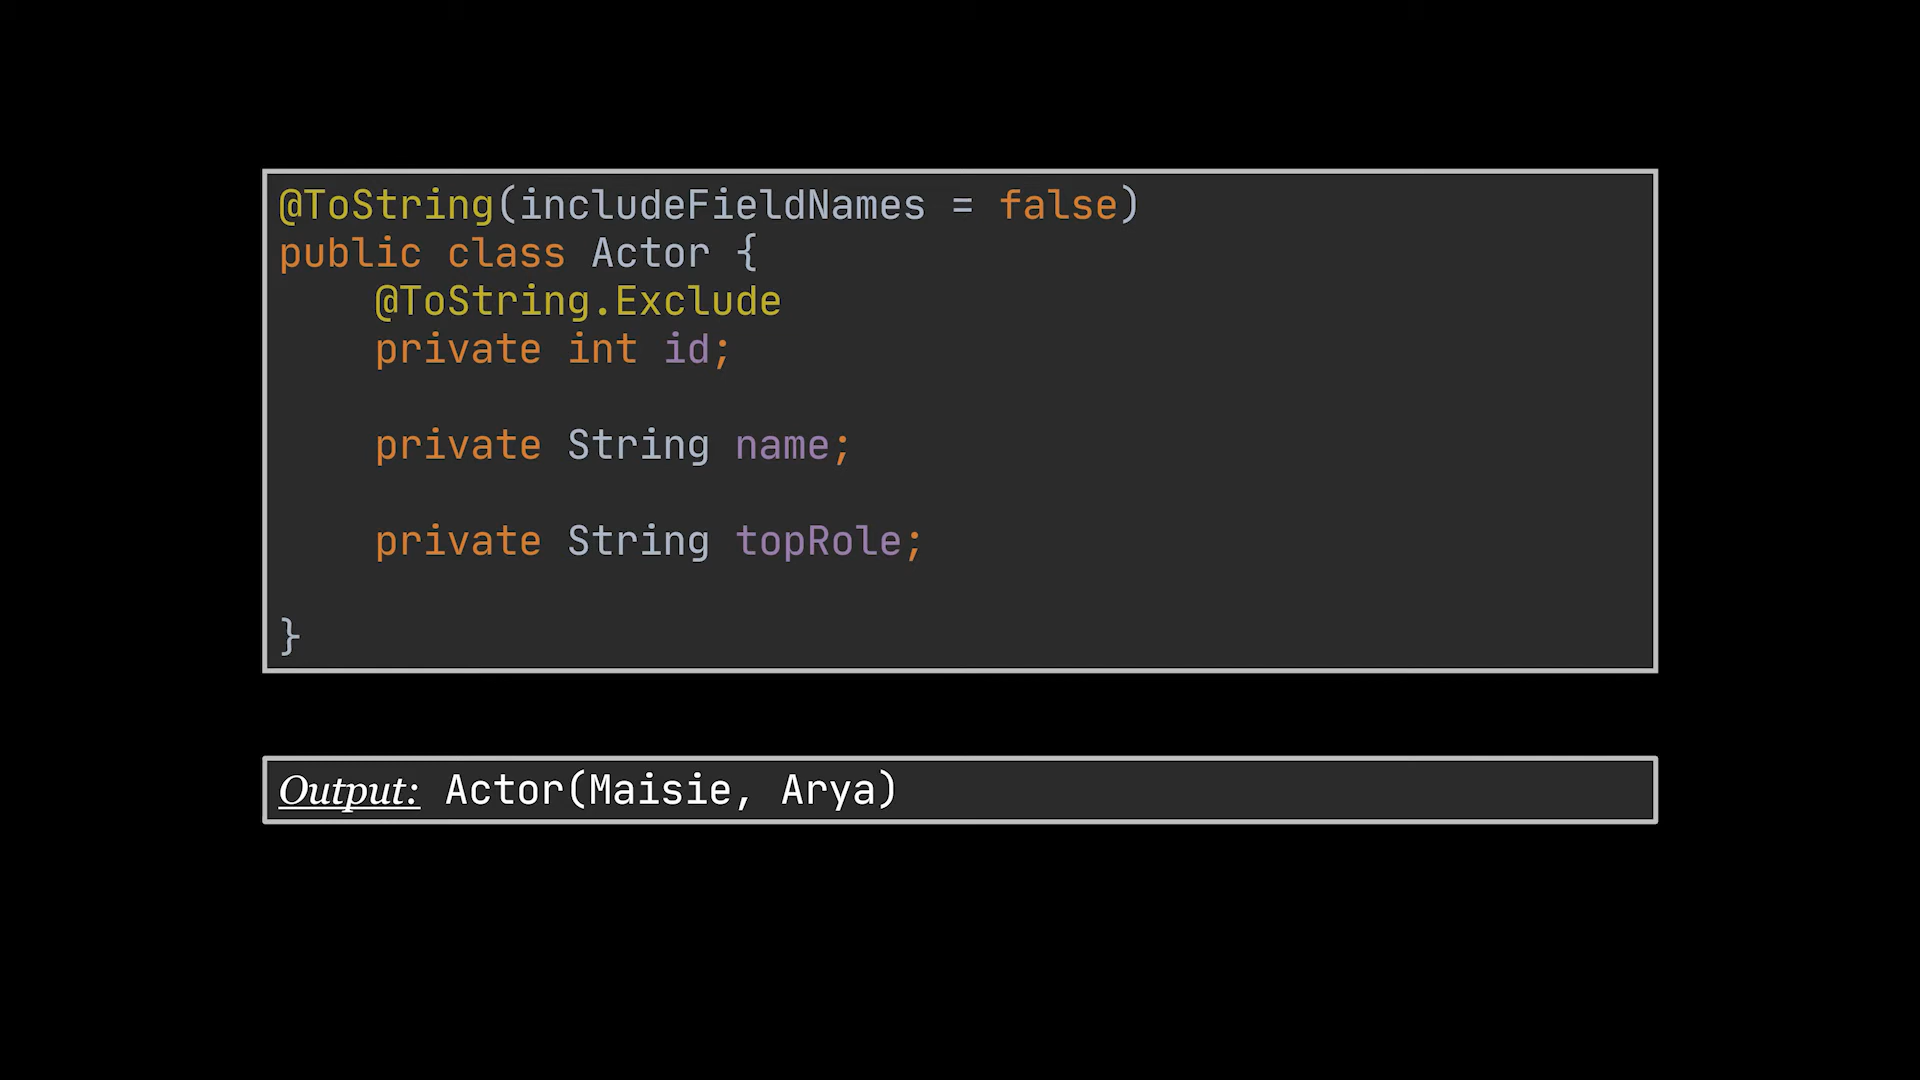 @ToString(includeFieldNames = false)
public class Actor {
    @ToString.Exclude
    private int id;
    private String name;
    private String topRole;
}
Output: Actor(Maisie, Arya)